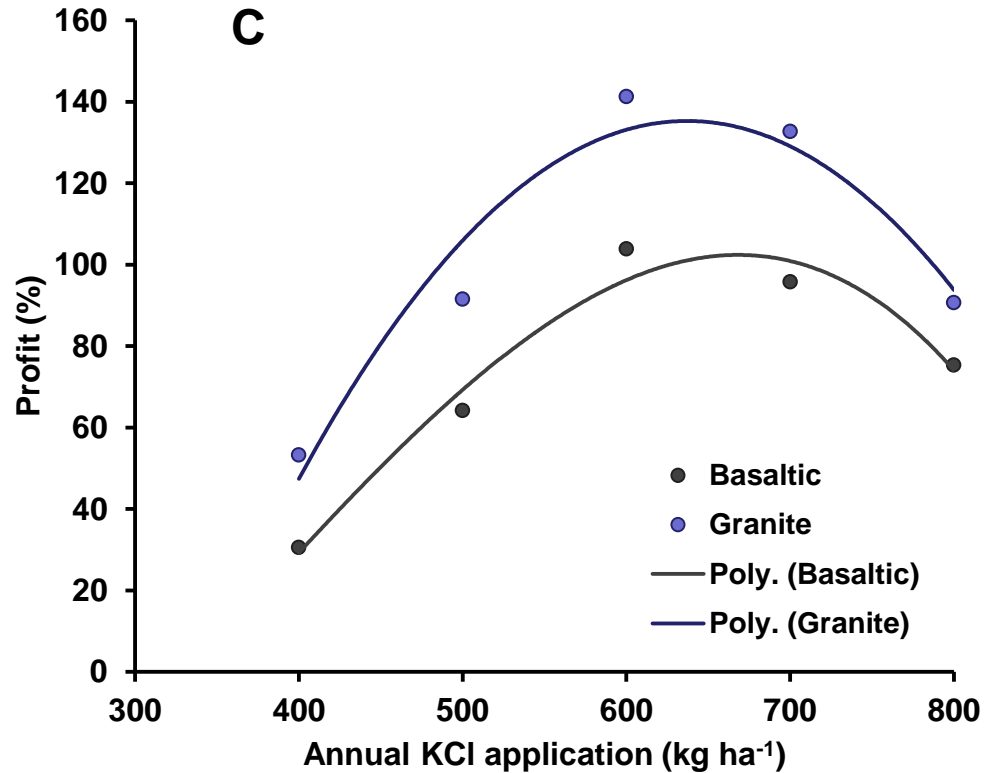 C
160
140
120
100
80
60
40
20
0
Profit (%)
Basaltic
Granite
Poly. (Basaltic)
Poly. (Granite)
300 400 500 600 700 800
Annual KCl application (kg ha⁻¹)